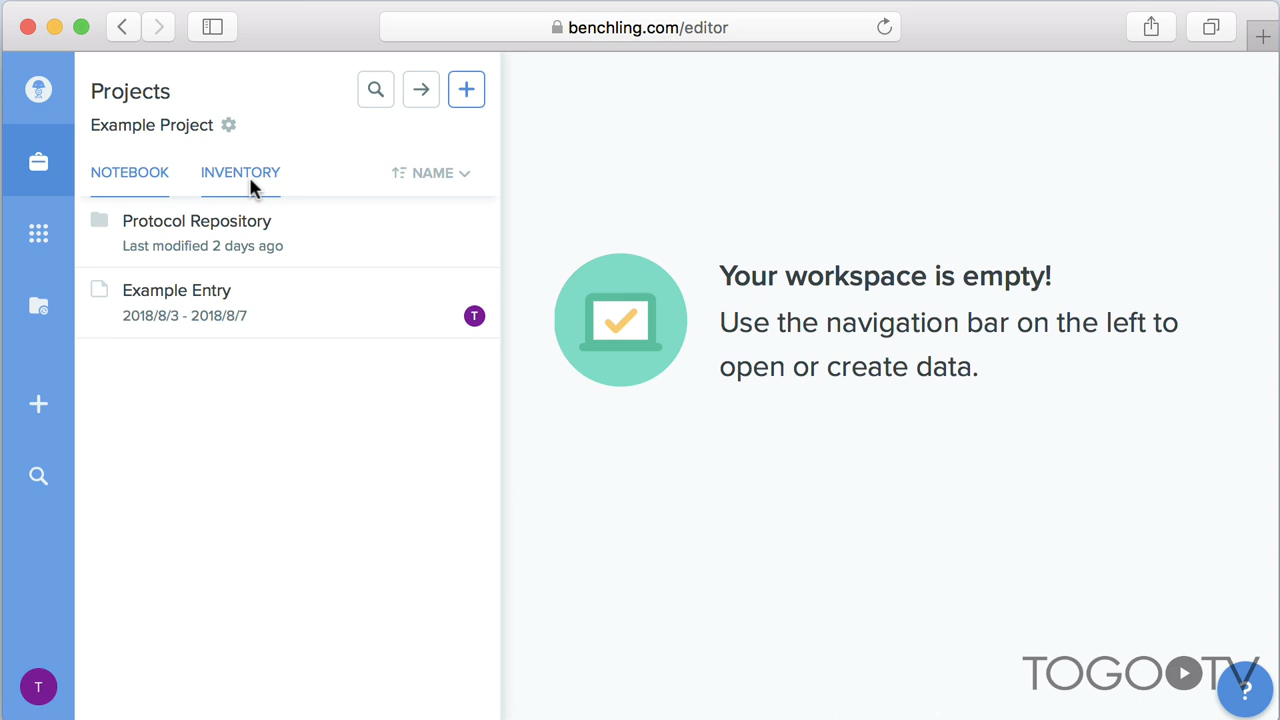 benchling.com/editor
Projects
Example Project
NOTEBOOK INVENTORY NAME
Protocol Repository
Last modified 2 days ago
Example Entry
2018/8/3 - 2018/8/7
T
Your workspace is empty!
Use the navigation bar on the left to
open or create data.
T
TOGO TV
?